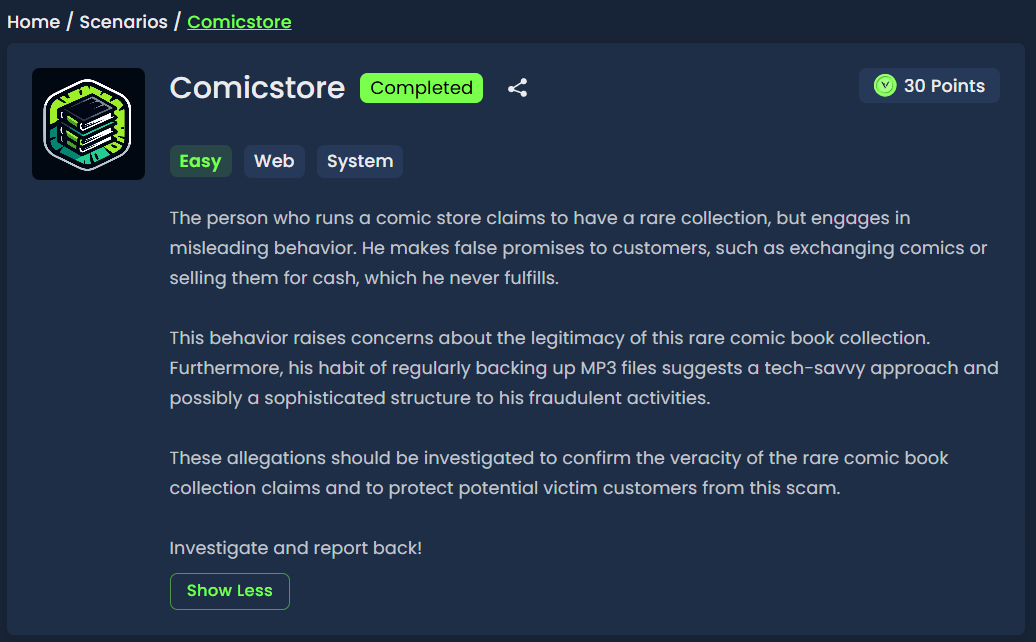 Home / Scenarios / Comicstore
Comicstore Completed 30 Points
Easy Web System
The person who runs a comic store claims to have a rare collection, but engages in
misleading behavior. He makes false promises to customers, such as exchanging comics or
selling them for cash, which he never fulfills.
This behavior raises concerns about the legitimacy of this rare comic book collection.
Furthermore, his habit of regularly backing up MP3 files suggests a tech-savvy approach and
possibly a sophisticated structure to his fraudulent activities.
These allegations should be investigated to confirm the veracity of the rare comic book
collection claims and to protect potential victim customers from this scam.
Investigate and report back!
Show Less